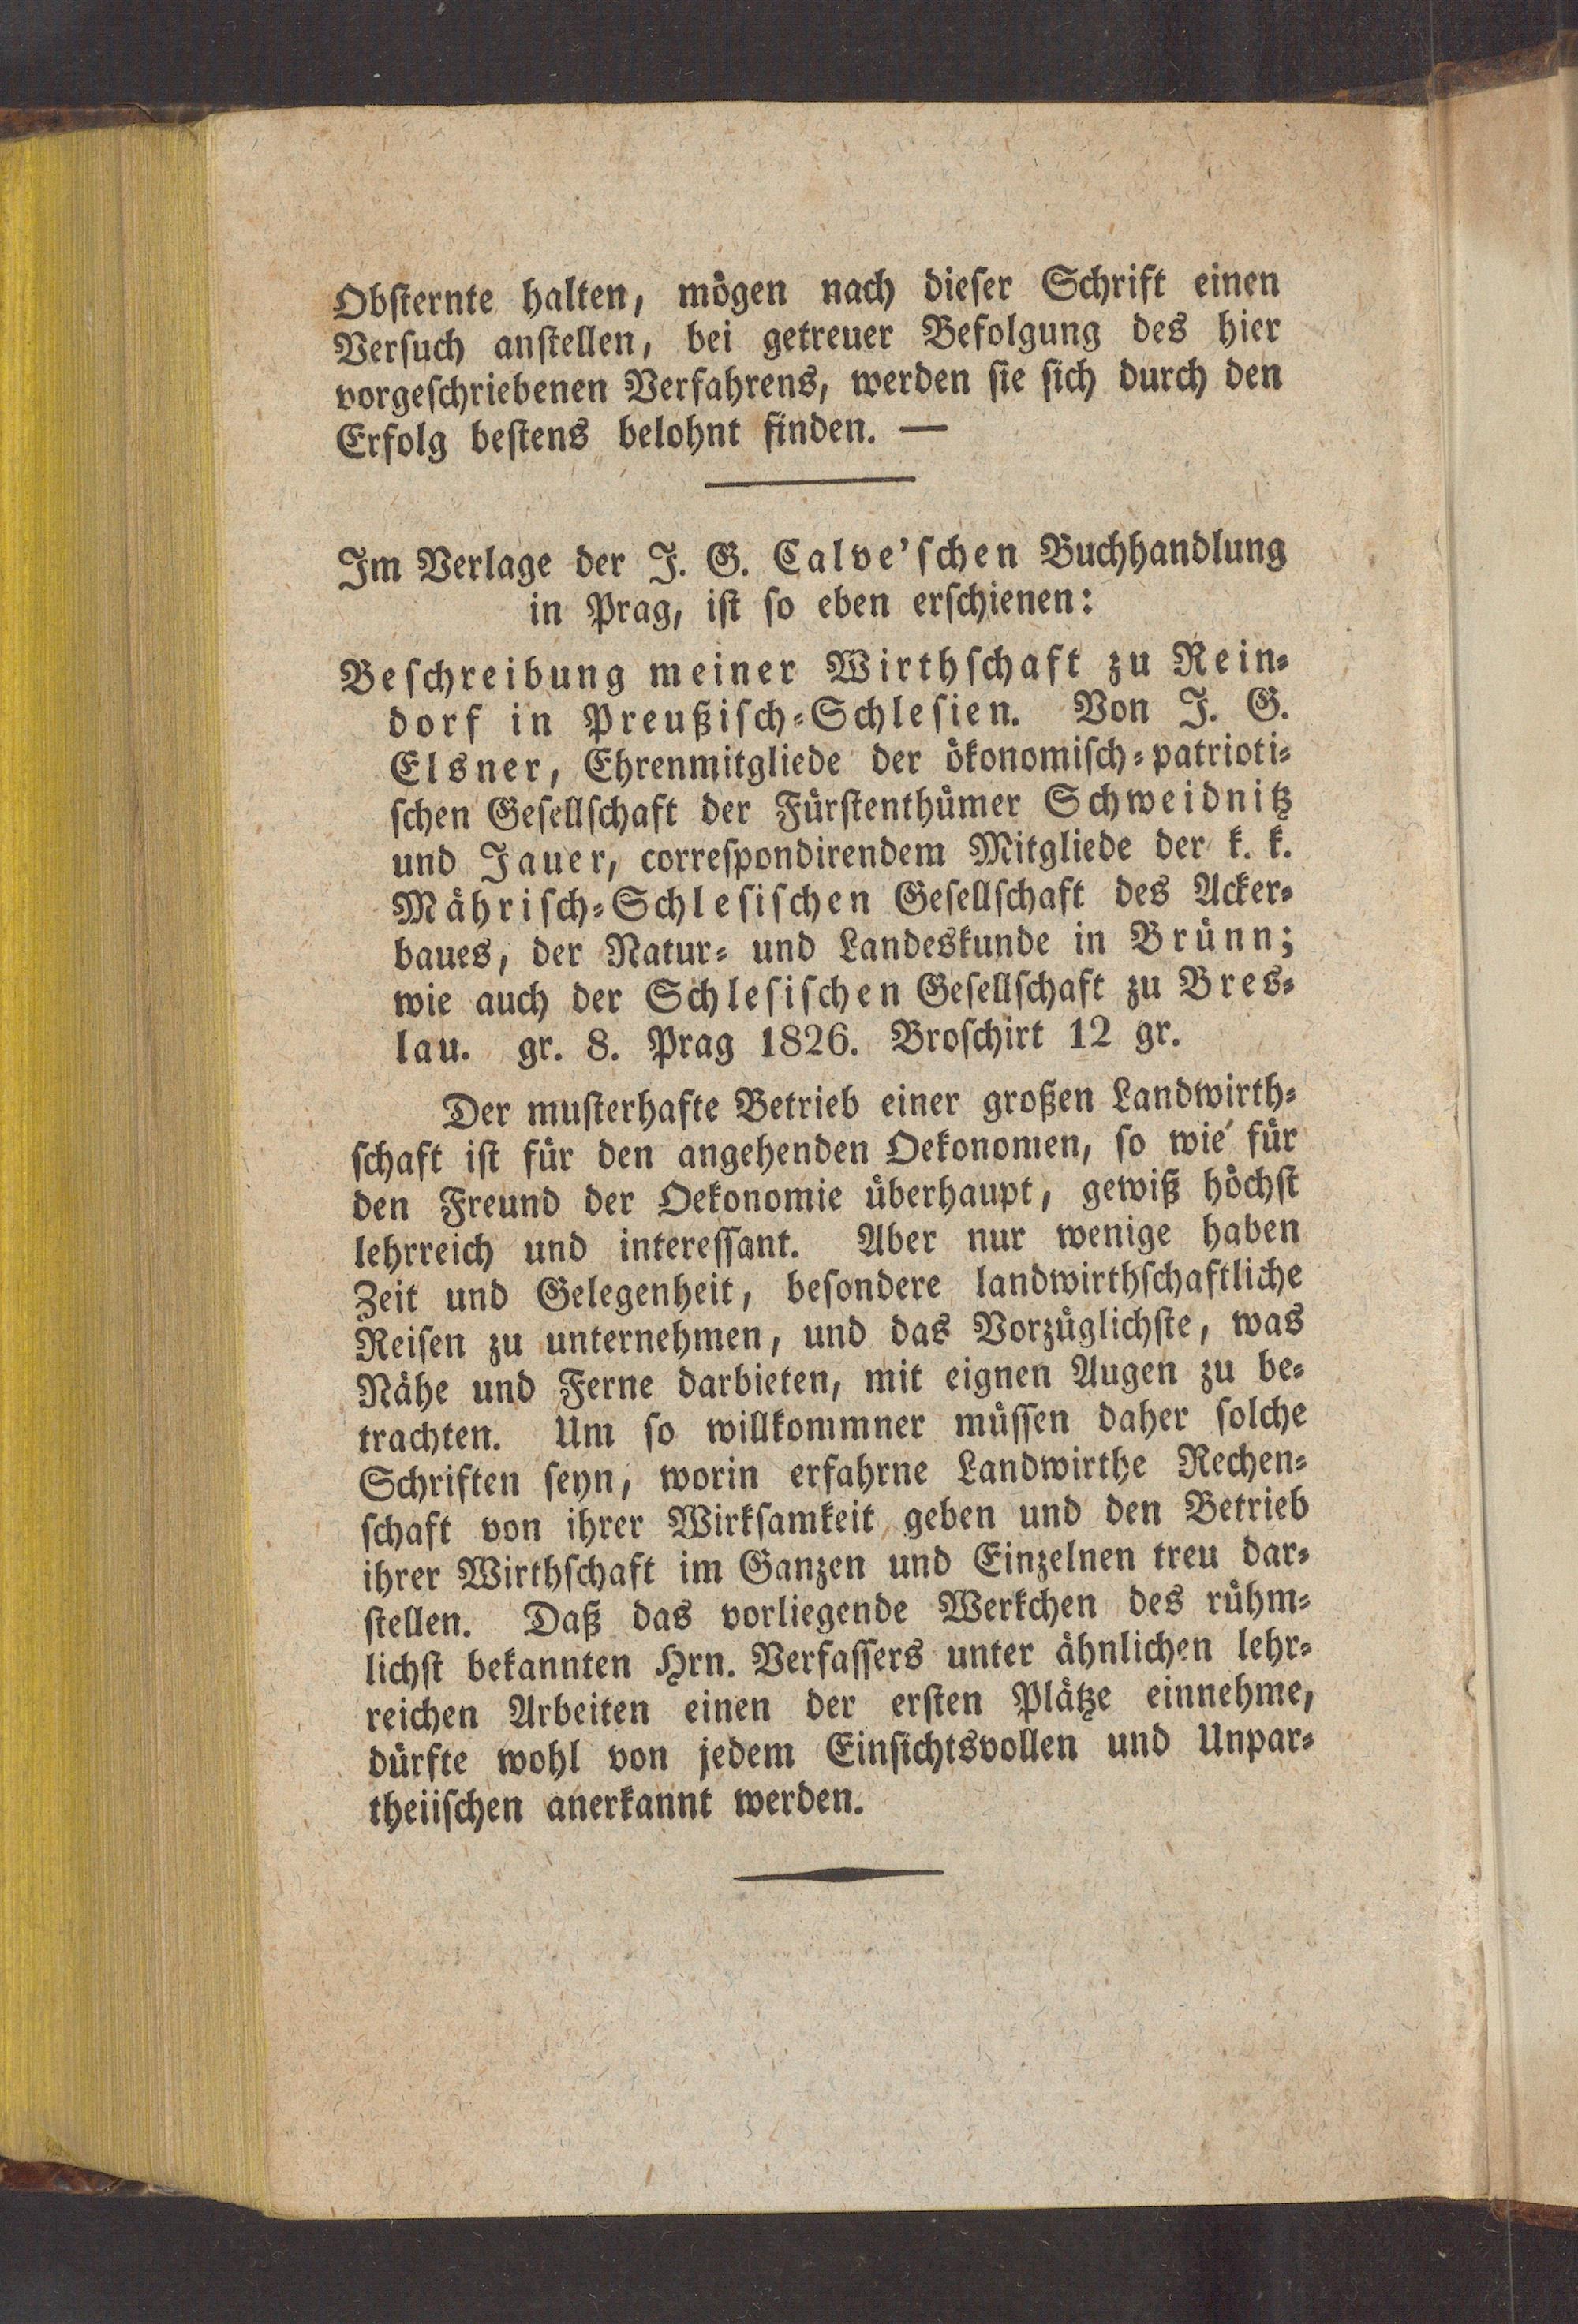 Obſternte halten, mögen nach dieſer Schrift einen
Verſuch anſtellen, bei getreuer Befolgung des hier
vorgeſchriebenen Verfahrens, werden ſie ſich durch den
Erfolg beſtens belohnt finden. —
Im Verlage der J. G. Calve'ſchen Buchhandlung
in Prag, iſt ſo eben erſchienen:
Beſchreibung meiner Wirthſchaft zu Rein⸗
dorf in Preußiſch⸗Schleſien. Von J. G.
Elsner, Ehrenmitgliede der ökonomiſch⸗patrioti⸗
ſchen Geſellſchaft der Fürſtenthümer Schweidnitz
und Jauer, correſpondirendem Mitgliede der k. k.
Mähriſch⸗Schleſiſchen Geſellſchaft des Acker⸗
baues, der Natur⸗ und Landeskunde in Brünn;
wie auch der Schleſiſchen Geſellſchaft zu Bres⸗
lau. gr. 8. Prag 1826. Broſchirt 12 gr.
Der muſterhafte Betrieb einer großen Landwirth⸗
ſchaft iſt für den angehenden Oekonomen, ſo wie für
den Freund der Oekonomie überhaupt, gewiß höchſt
lehrreich und intereſſant. Aber nur wenige haben
Zeit und Gelegenheit, beſondere landwirthſchaftliche
Reiſen zu unternehmen, und das Vorzüglichſte, was
Nähe und Ferne darbieten, mit eignen Augen zu be⸗
trachten. Um ſo willkommner müſſen daher ſolche
Schriften ſeyn, worin erfahrne Landwirthe Rechen⸗
ſchaft von ihrer Wirkſamkeit geben und den Betrieb
ihrer Wirthſchaft im Ganzen und Einzelnen treu dar⸗
ſtellen. Daß das vorliegende Werkchen des rühm⸗
lichſt bekannten Hrn. Verfaſſers unter ähnlichen lehr⸗
reichen Arbeiten einen der erſten Plätze einnehme,
dürfte wohl von jedem Einſichtsvollen und Unpar⸗
theiiſchen anerkannt werden.